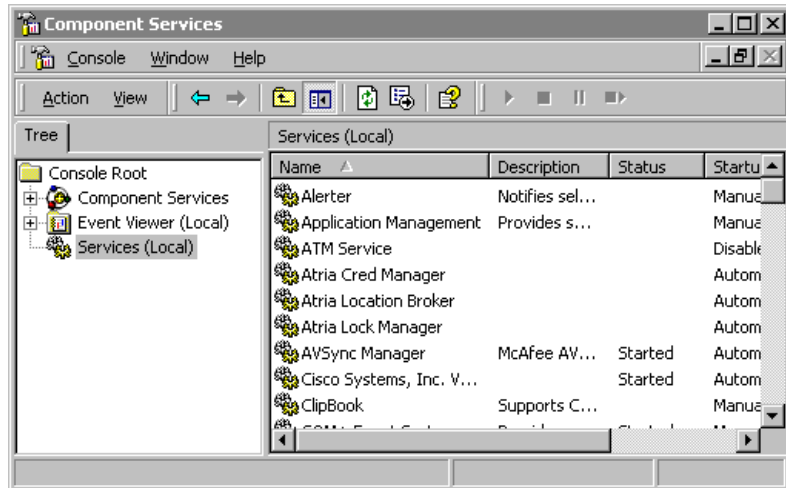 Component Services
Console Window Help
Action View
Tree
Services (Local)
Console Root
Component Services
Event Viewer (Local)
Services (Local)
Name Description Status Startu
Alerter Notifies sel... Manua
Application Management Provides s... Manua
ATM Service Disable
Atria Cred Manager Autom
Atria Location Broker Autom
Atria Lock Manager Autom
AVSync Manager McAfee AV... Started Autom
Cisco Systems, Inc. V... Started Autom
ClipBook Supports C... Manua